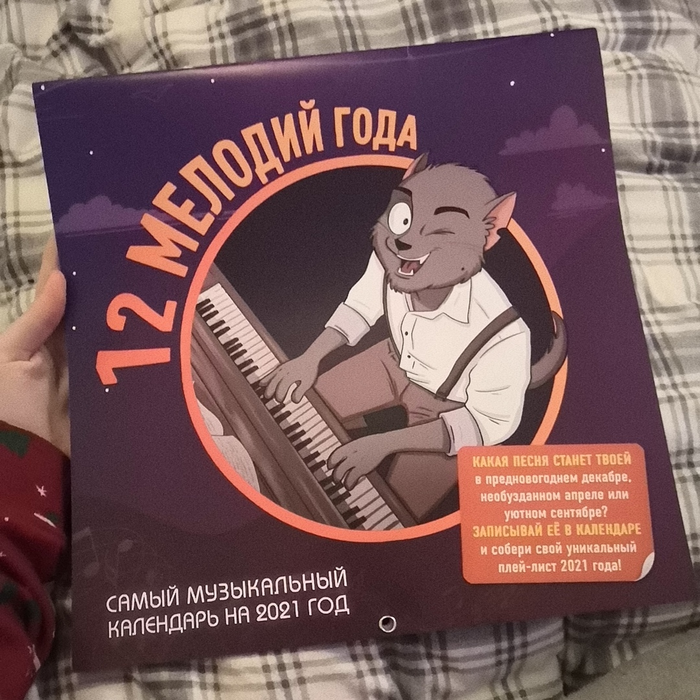 12 МЕЛОДИЙ ГОДА
КАКАЯ ПЕСНЯ СТАНЕТ ТВОЕЙ
в предновогоднем декабре,
необузданном апреле или
уютном сентябре?
ЗАПИСЫВАЙ ЕЁ В КАЛЕНДАРЕ
и собери свой уникальный
плей-лист 2021 года!
САМЫЙ МУЗЫКАЛЬНЫЙ
КАЛЕНДАРЬ НА 2021 ГОД